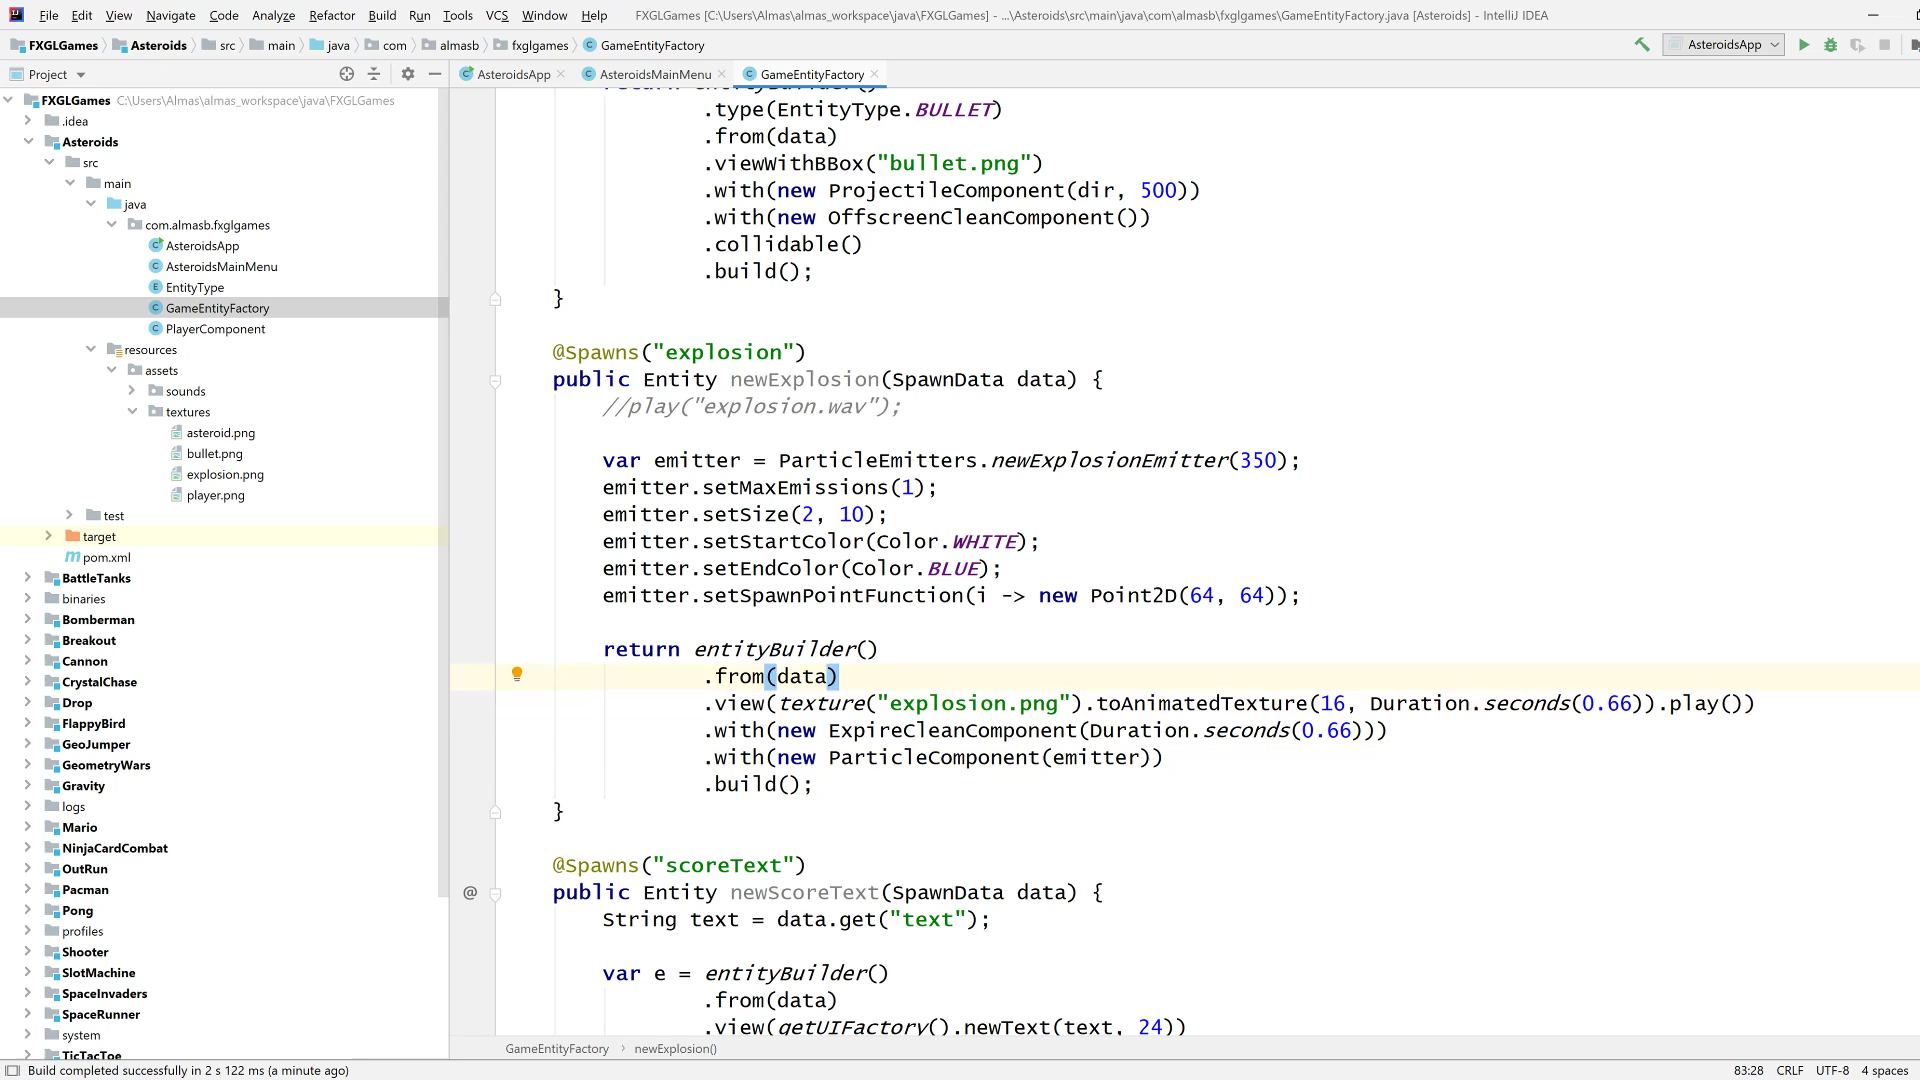 File Edit View Navigate Code Analyze Refactor Build Run Tools VCS Window Help FXGLGames [C:\Users\Almas\almas_workspace\java\FXGLGames] - ...\Asteroids\src\main\java\com\almasb\fxglgames\GameEntityFactory.java [Asteroids] - IntelliJ IDEA
FXGLGames Asteroids src main java com almasb fxglgames GameEntityFactory AsteroidsApp
Project
AsteroidsApp AsteroidsMainMenu GameEntityFactory
FXGLGames C:\Users\Almas\almas_workspace\java\FXGLGames
.idea
Asteroids
src
main
java
com.almasb.fxglgames
AsteroidsApp
AsteroidsMainMenu
EntityType
GameEntityFactory
PlayerComponent
resources
assets
sounds
textures
asteroid.png
bullet.png
explosion.png
player.png
test
target
pom.xml
BattleTanks
binaries
Bomberman
Breakout
Cannon
CrystalChase
Drop
FlappyBird
GeoJumper
GeometryWars
Gravity
logs
Mario
NinjaCardCombat
OutRun
Pacman
Pong
profiles
Shooter
SlotMachine
SpaceInvaders
SpaceRunner
system
TicTacToe
return entityBuilder()
.type(EntityType.BULLET)
.from(data)
.viewWithBBox("bullet.png")
.with(new ProjectileComponent(dir, 500))
.with(new OffscreenCleanComponent())
.collidable()
.build();
}
@Spawns("explosion")
public Entity newExplosion(SpawnData data) {
//play("explosion.wav");
var emitter = ParticleEmitters.newExplosionEmitter(350);
emitter.setMaxEmissions(1);
emitter.setSize(2, 10);
emitter.setStartColor(Color.WHITE);
emitter.setEndColor(Color.BLUE);
emitter.setSpawnPointFunction(i -> new Point2D(64, 64));
return entityBuilder()
.from(data)
.view(texture("explosion.png").toAnimatedTexture(16, Duration.seconds(0.66)).play())
.with(new ExpireCleanComponent(Duration.seconds(0.66)))
.with(new ParticleComponent(emitter))
.build();
}
@Spawns("scoreText")
@ public Entity newScoreText(SpawnData data) {
String text = data.get("text");
var e = entityBuilder()
.from(data)
.view(getUIFactory().newText(text, 24))
GameEntityFactory newExplosion()
Build completed successfully in 2 s 122 ms (a minute ago) 83:28 CRLF UTF-8 4 spaces